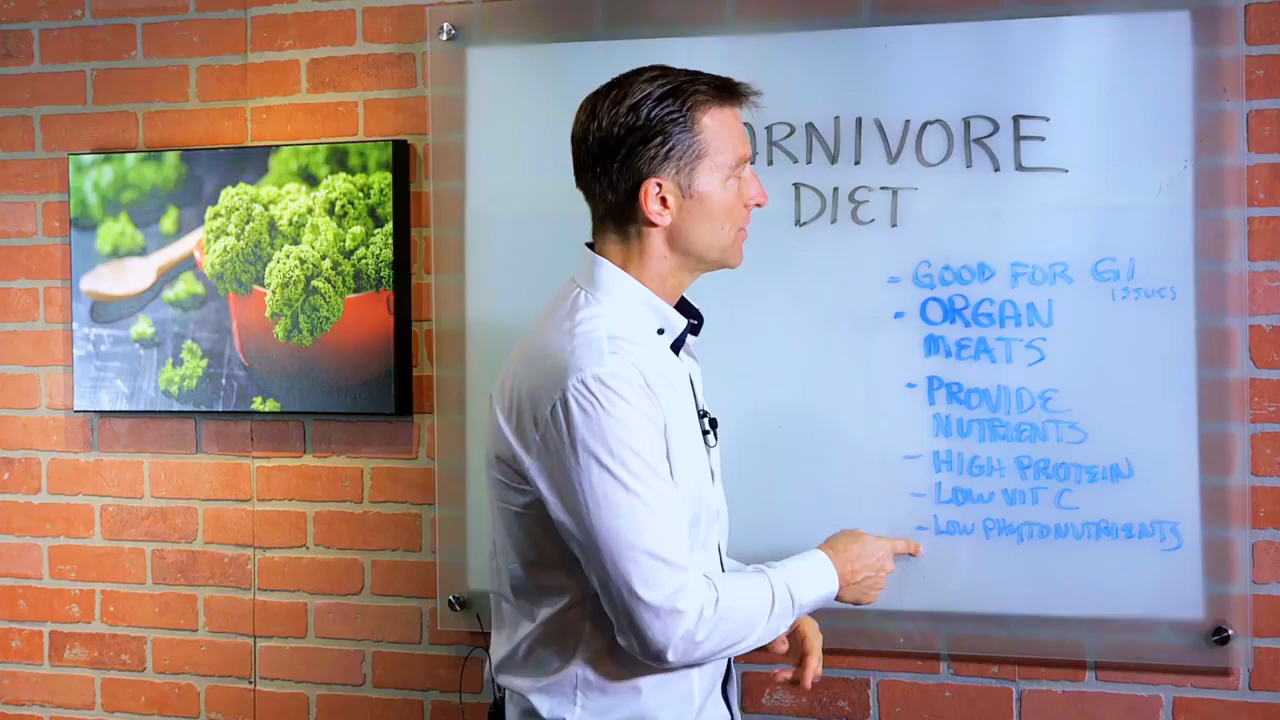 ARNIVORE
DIET
= GOOD FOR GI
ISSUES
- ORGAN
MEATS
- PROVIDE
NUTRIENTS
- HIGH PROTEIN
- LOW VIT C
- LOW PHYTONUTRIENTS